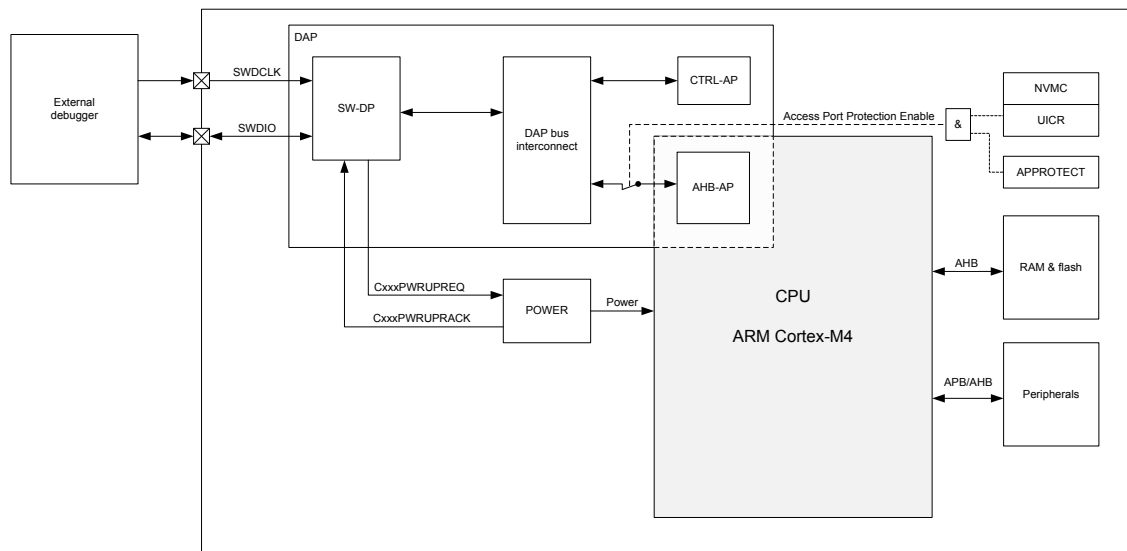 DAP
External
debugger
SWDCLK
SWDIO
SW-DP
DAP bus
interconnect
CTRL-AP
AHB-AP
Access Port Protection Enable
&
NVMC
UICR
APPROTECT
CxxxPWRUPREQ
CxxxPWRUPRACK
POWER
Power
CPU
ARM Cortex-M4
AHB
RAM & flash
APB/AHB
Peripherals